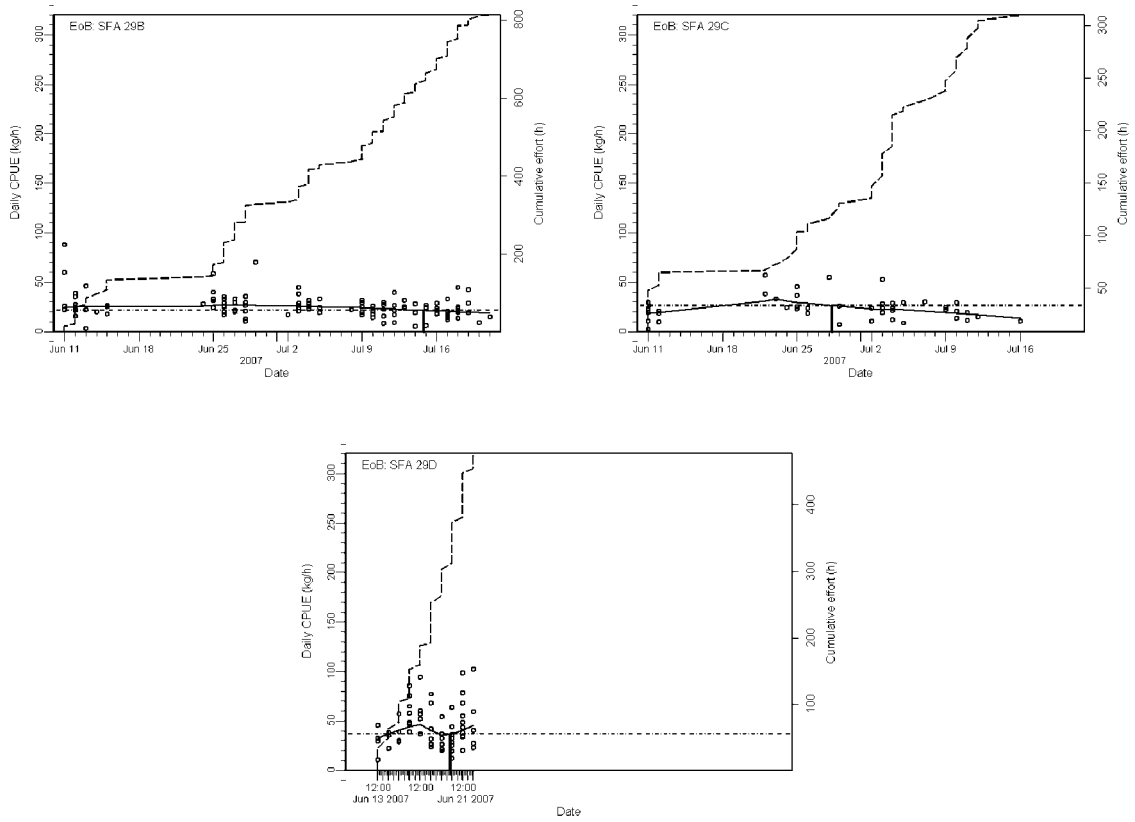 EoB: SFA 29B
Daily CPUE (kg/h)
0
50
100
150
200
250
300
Cumulative effort (h)
200
400
600
800
Jun 11
Jun 18
Jun 25
Jul 2
Jul 9
Jul 16
2007
Date
EoB: SFA 29C
Daily CPUE (kg/h)
0
50
100
150
200
250
300
Cumulative effort (h)
50
100
150
200
250
300
Jun 11
Jun 18
Jun 25
Jul 2
Jul 9
Jul 16
2007
Date
EoB: SFA 29D
Daily CPUE (kg/h)
0
50
100
150
200
250
300
Cumulative effort (h)
100
200
300
400
12:00
12:00
12:00
Jun 13 2007
Jun 21 2007
Date